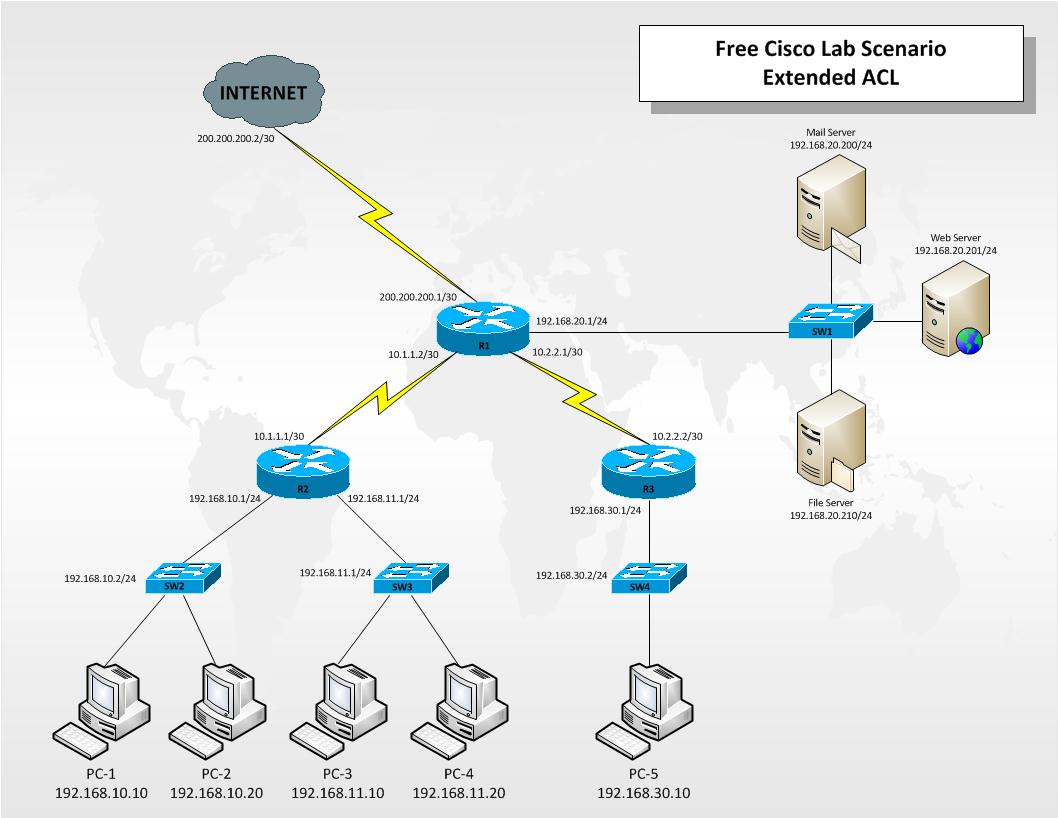 Free Cisco Lab Scenario
Extended ACL
INTERNET
200.200.200.2/30
Mail Server
192.168.20.200/24
Web Server
192.168.20.201/24
200.200.200.1/30
192.168.20.1/24
R1
SW1
10.1.1.2/30
10.2.2.1/30
10.1.1.1/30
10.2.2.2/30
R2
R3
192.168.10.1/24
192.168.11.1/24
192.168.30.1/24
File Server
192.168.20.210/24
192.168.10.2/24
SW2
192.168.11.1/24
SW3
192.168.30.2/24
SW4
PC-1
192.168.10.10
PC-2
192.168.10.20
PC-3
192.168.11.10
PC-4
192.168.11.20
PC-5
192.168.30.10